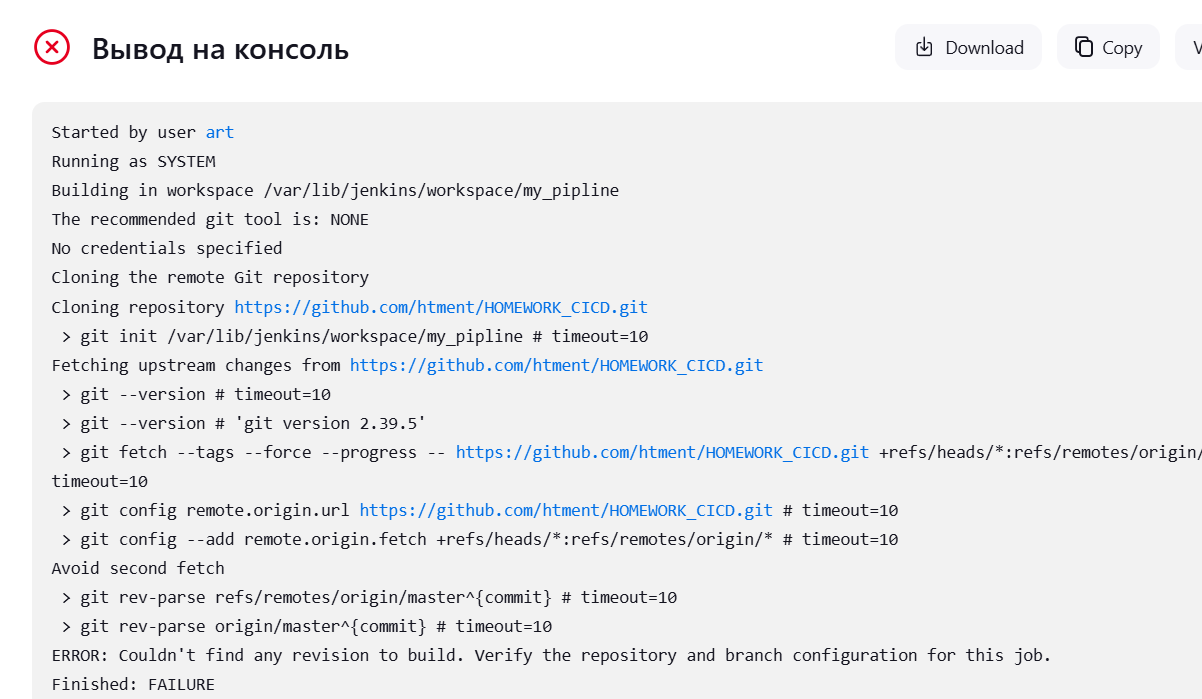 Вывод на консоль
Download
Copy
Started by user art
Running as SYSTEM
Building in workspace /var/lib/jenkins/workspace/my_pipline
The recommended git tool is: NONE
No credentials specified
Cloning the remote Git repository
Cloning repository https://github.com/htment/HOMEWORK_CICD.git
 > git init /var/lib/jenkins/workspace/my_pipline # timeout=10
Fetching upstream changes from https://github.com/htment/HOMEWORK_CICD.git
 > git --version # timeout=10
 > git --version # 'git version 2.39.5'
 > git fetch --tags --force --progress -- https://github.com/htment/HOMEWORK_CICD.git +refs/heads/*:refs/remotes/origin/
timeout=10
 > git config remote.origin.url https://github.com/htment/HOMEWORK_CICD.git # timeout=10
 > git config --add remote.origin.fetch +refs/heads/*:refs/remotes/origin/* # timeout=10
Avoid second fetch
 > git rev-parse refs/remotes/origin/master^{commit} # timeout=10
 > git rev-parse origin/master^{commit} # timeout=10
ERROR: Couldn't find any revision to build. Verify the repository and branch configuration for this job.
Finished: FAILURE